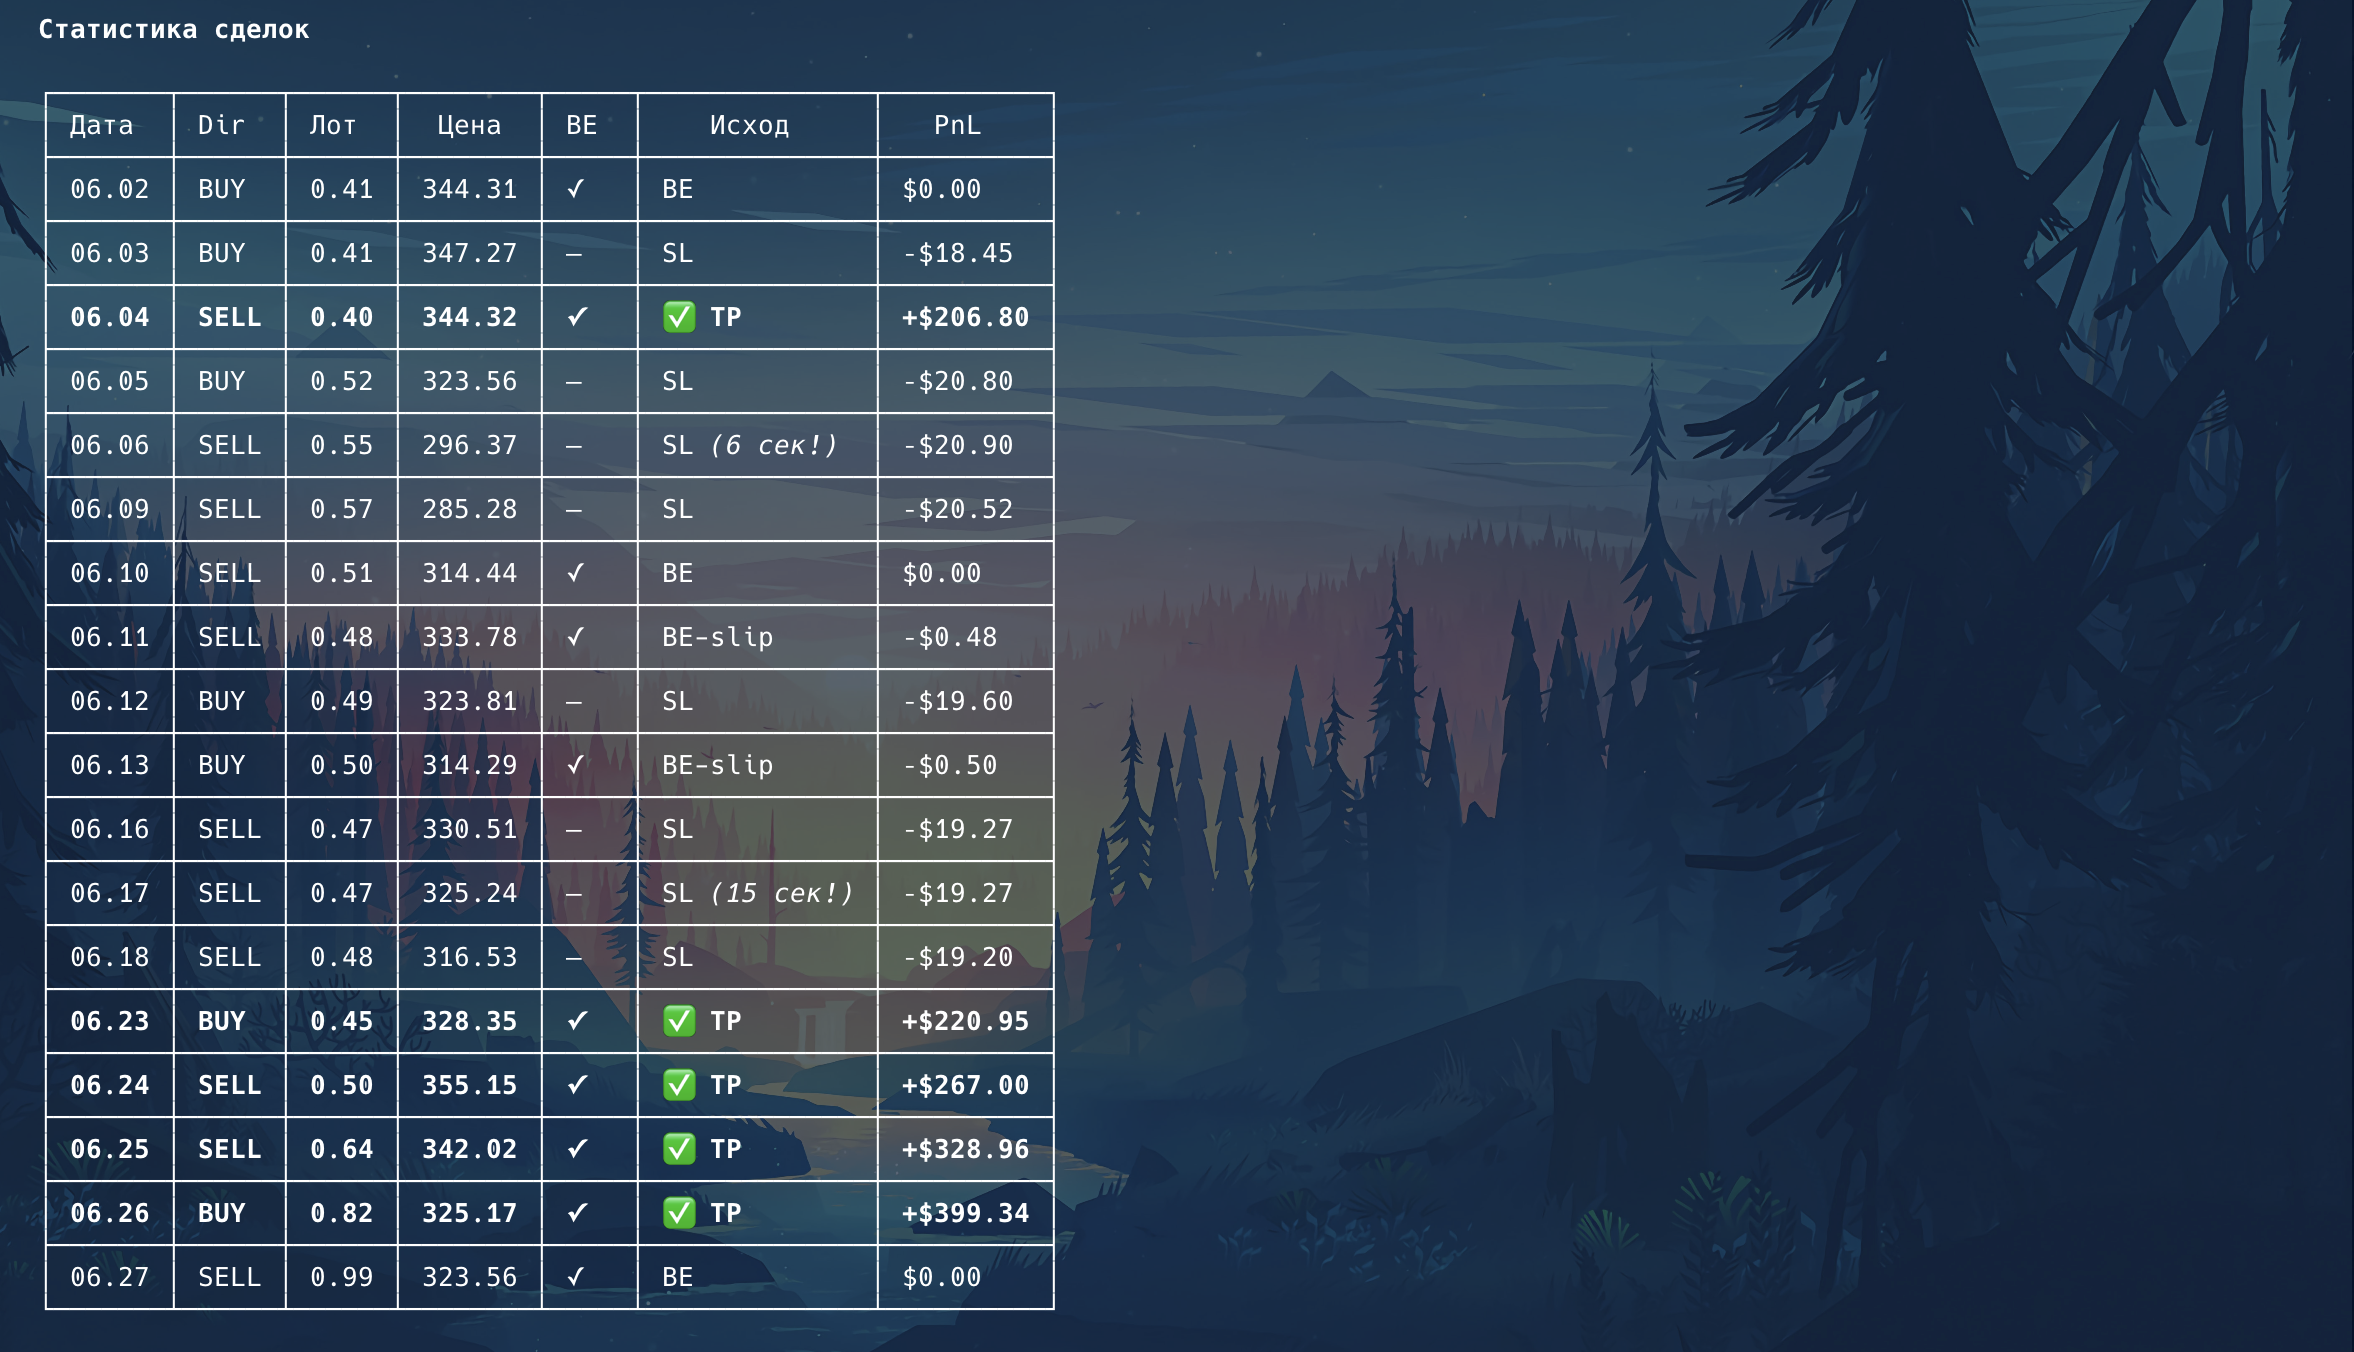 Статистика сделок
Дата Dir Лот Цена BE Исход PnL
06.02 BUY 0.41 344.31 ✓ BE $0.00
06.03 BUY 0.41 347.27 — SL -$18.45
06.04 SELL 0.40 344.32 ✓ ✅ TP +$206.80
06.05 BUY 0.52 323.56 — SL -$20.80
06.06 SELL 0.55 296.37 — SL (6 сек!) -$20.90
06.09 SELL 0.57 285.28 — SL -$20.52
06.10 SELL 0.51 314.44 ✓ BE $0.00
06.11 SELL 0.48 333.78 ✓ BE-slip -$0.48
06.12 BUY 0.49 323.81 — SL -$19.60
06.13 BUY 0.50 314.29 ✓ BE-slip -$0.50
06.16 SELL 0.47 330.51 — SL -$19.27
06.17 SELL 0.47 325.24 — SL (15 сек!) -$19.27
06.18 SELL 0.48 316.53 — SL -$19.20
06.23 BUY 0.45 328.35 ✓ ✅ TP +$220.95
06.24 SELL 0.50 355.15 ✓ ✅ TP +$267.00
06.25 SELL 0.64 342.02 ✓ ✅ TP +$328.96
06.26 BUY 0.82 325.17 ✓ ✅ TP +$399.34
06.27 SELL 0.99 323.56 ✓ BE $0.00